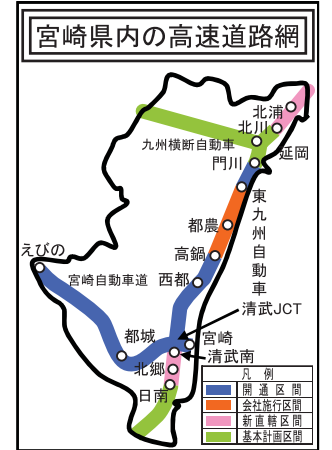 宮崎県内の高速道路網
北浦
北川
九州横断自動車
延岡
門川
東九州自動車
都農
高鍋
えびの
宮崎自動車道
西都
清武JCT
都城
宮崎
清武南
北郷
日南
凡例
開通区間
会社施行区間
新直轄区間
基本計画区間